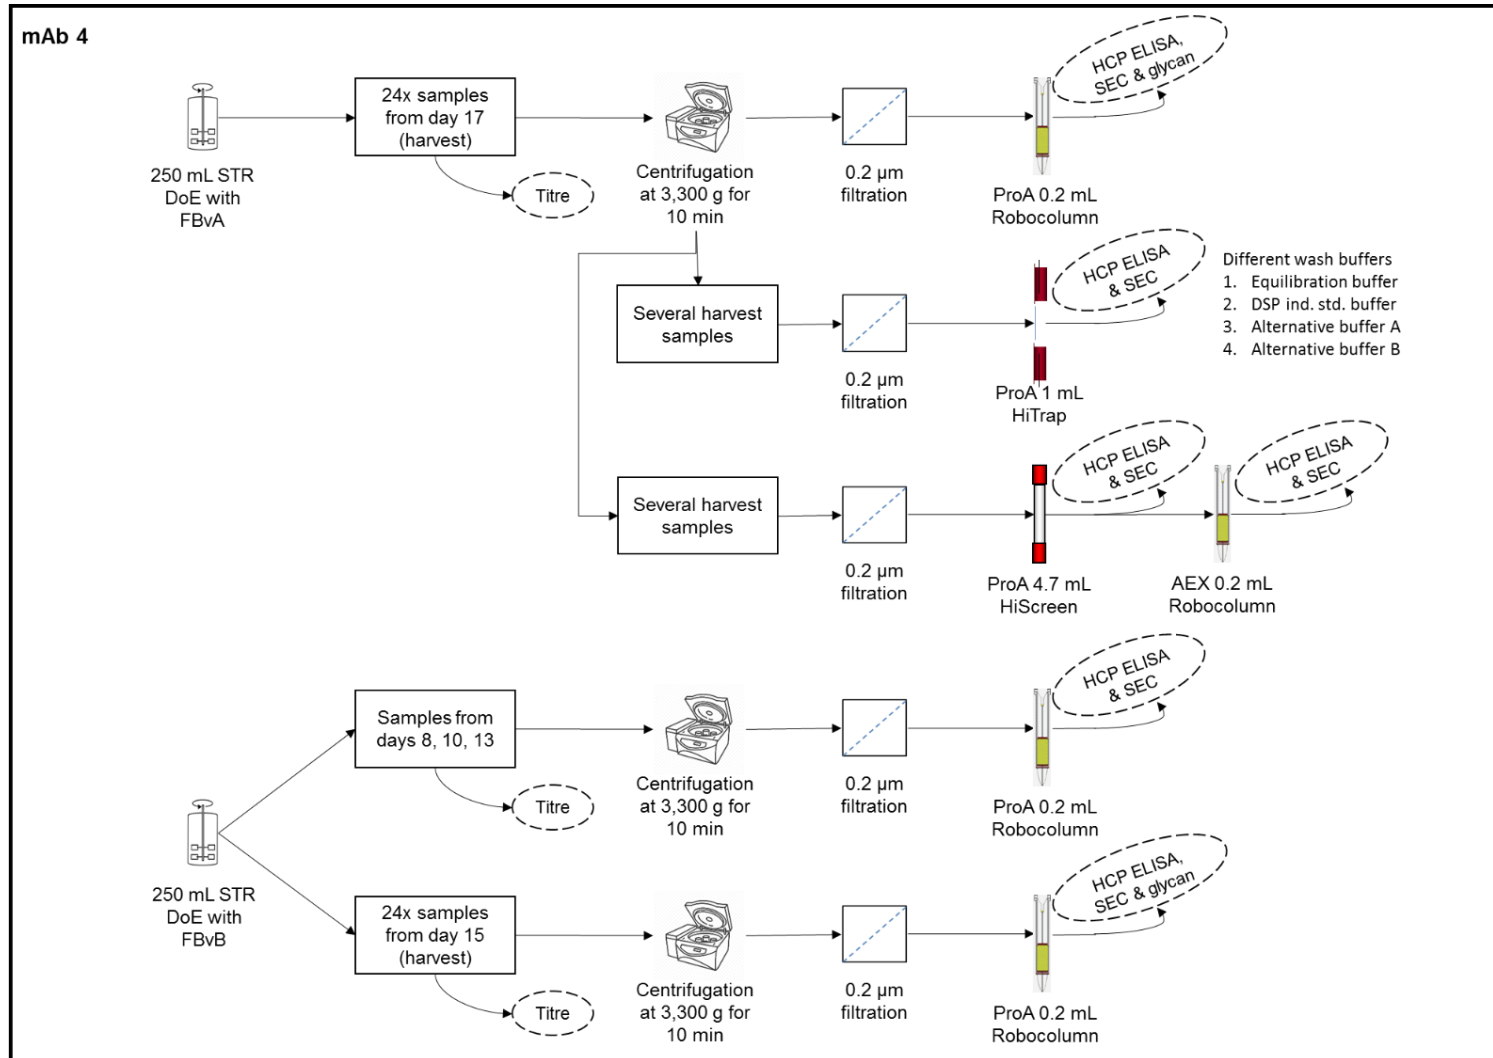 mAb 4
250 mL STR
DoE with
FBvA
24x samples
from day 17
(harvest)
Titre
Centrifugation
at 3,300 g for
10 min
0.2 µm
filtration
ProA 0.2 mL
Robocolumn
HCP ELISA,
SEC & glycan
Several harvest
samples
0.2 µm
filtration
ProA 1 mL
HiTrap
HCP ELISA
& SEC
Different wash buffers
1. Equilibration buffer
2. DSP ind. std. buffer
3. Alternative buffer A
4. Alternative buffer B
Several harvest
samples
0.2 µm
filtration
ProA 4.7 mL
HiScreen
HCP ELISA
& SEC
AEX 0.2 mL
Robocolumn
HCP ELISA
& SEC
250 mL STR
DoE with
FBvB
Samples from
days 8, 10, 13
Titre
Centrifugation
at 3,300 g for
10 min
0.2 µm
filtration
ProA 0.2 mL
Robocolumn
HCP ELISA
& SEC
24x samples
from day 15
(harvest)
Titre
Centrifugation
at 3,300 g for
10 min
0.2 µm
filtration
ProA 0.2 mL
Robocolumn
HCP ELISA,
SEC & glycan